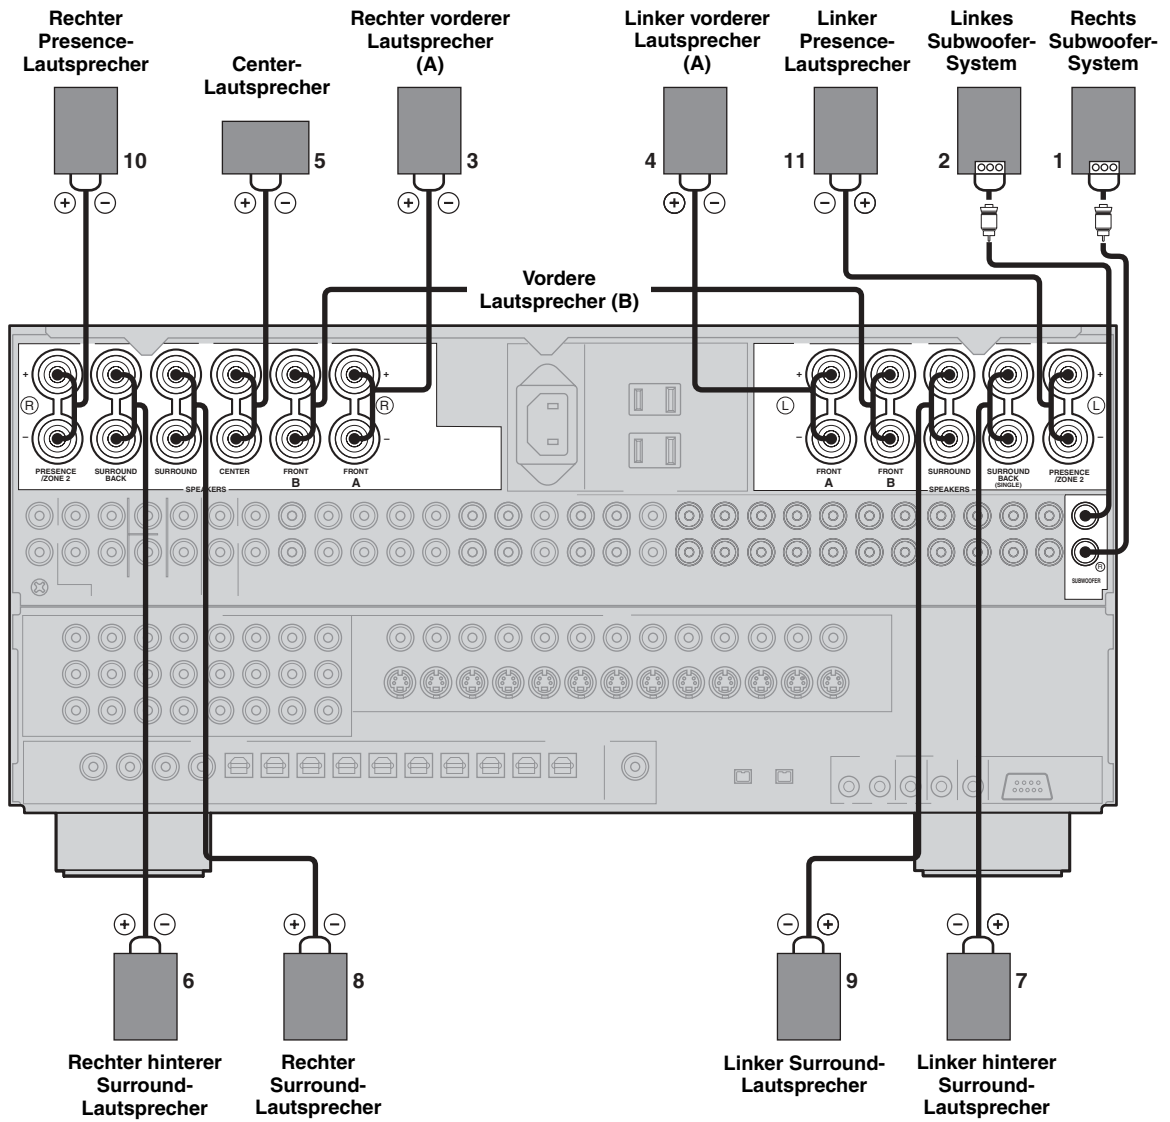 Rechter
Presence-
Lautsprecher
Center-
Lautsprecher
Rechter vorderer
Lautsprecher
(A)
Linker vorderer
Lautsprecher
(A)
Linker
Presence-
Lautsprecher
Linkes
Subwoofer-
System
Rechts
Subwoofer-
System
10
5
3
4
11
2
1
+ −
+ −
+ −
+ −
− +
Vordere
Lautsprecher (B)
+
R
−
+
R
−
+
L
−
+
L
−
PRESENCE
/ZONE 2
SURROUND
BACK
SURROUND
CENTER
FRONT
B
FRONT
A
SPEAKERS
FRONT
A
FRONT
B
SURROUND
SURROUND
BACK
(SINGLE)
PRESENCE
/ZONE 2
SPEAKERS
R
SUBWOOFER
+ −
+ −
− +
− +
6
8
9
7
Rechter hinterer
Surround-
Lautsprecher
Rechter
Surround-
Lautsprecher
Linker Surround-
Lautsprecher
Linker hinterer
Surround-
Lautsprecher